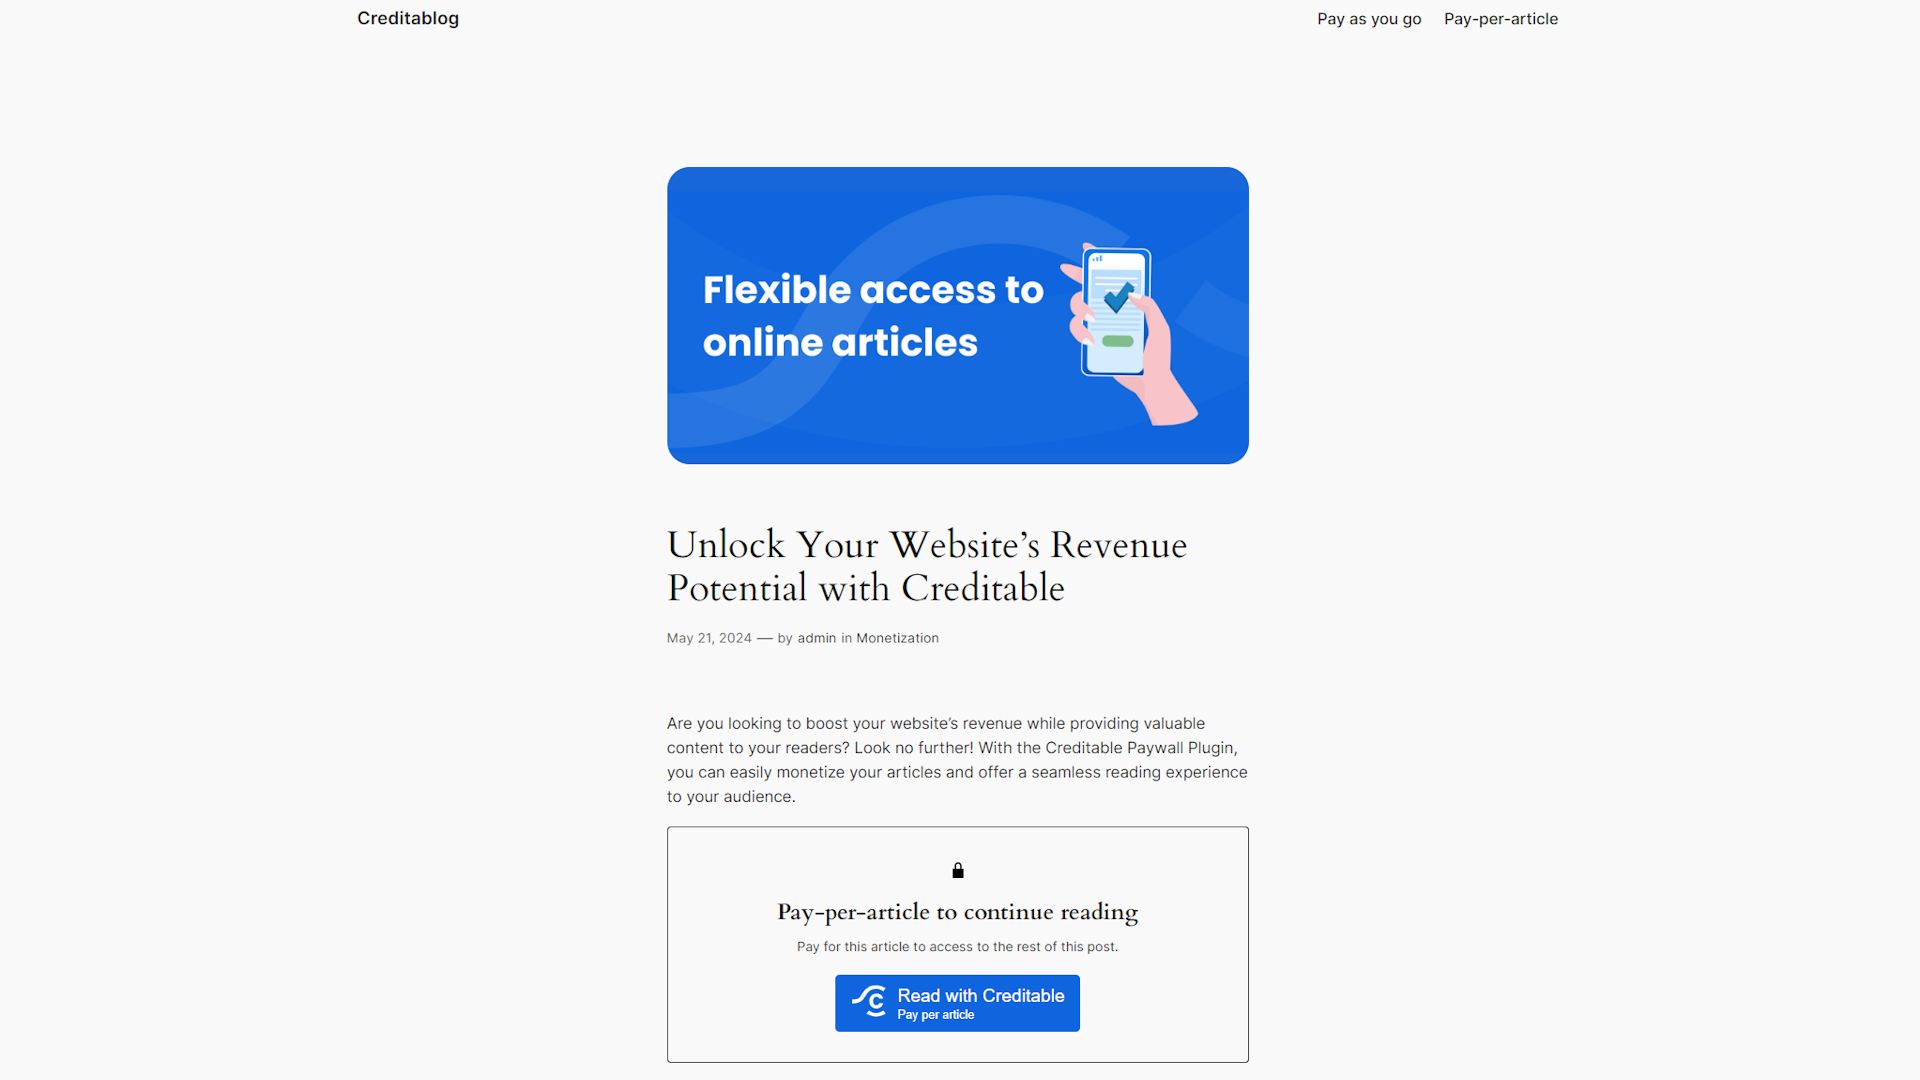 Creditablog
Pay as you go
Pay-per-article
Flexible access to
online articles
Unlock Your Website’s Revenue
Potential with Creditable
May 21, 2024 — by admin in Monetization
Are you looking to boost your website’s revenue while providing valuable
content to your readers? Look no further! With the Creditable Paywall Plugin,
you can easily monetize your articles and offer a seamless reading experience
to your audience.
Pay-per-article to continue reading
Pay for this article to access to the rest of this post.
Read with Creditable
Pay per article